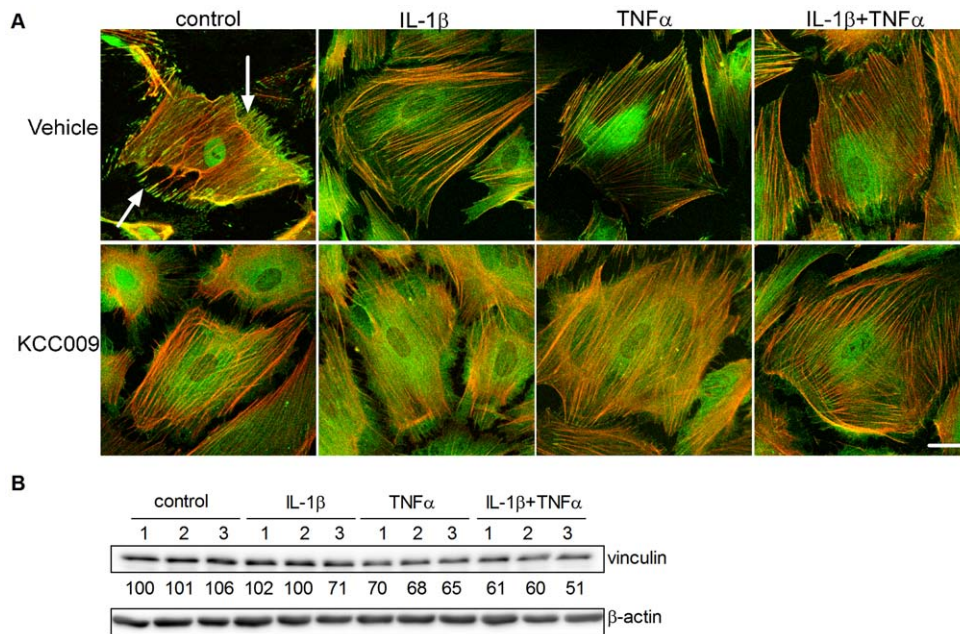 A
control IL-1β TNFα IL-1β+TNFα
Vehicle
KCC009
B
control IL-1β TNFα IL-1β+TNFα
1 2 3 1 2 3 1 2 3 1 2 3
vinculin
100 101 106 102 100 71 70 68 65 61 60 51
β-actin